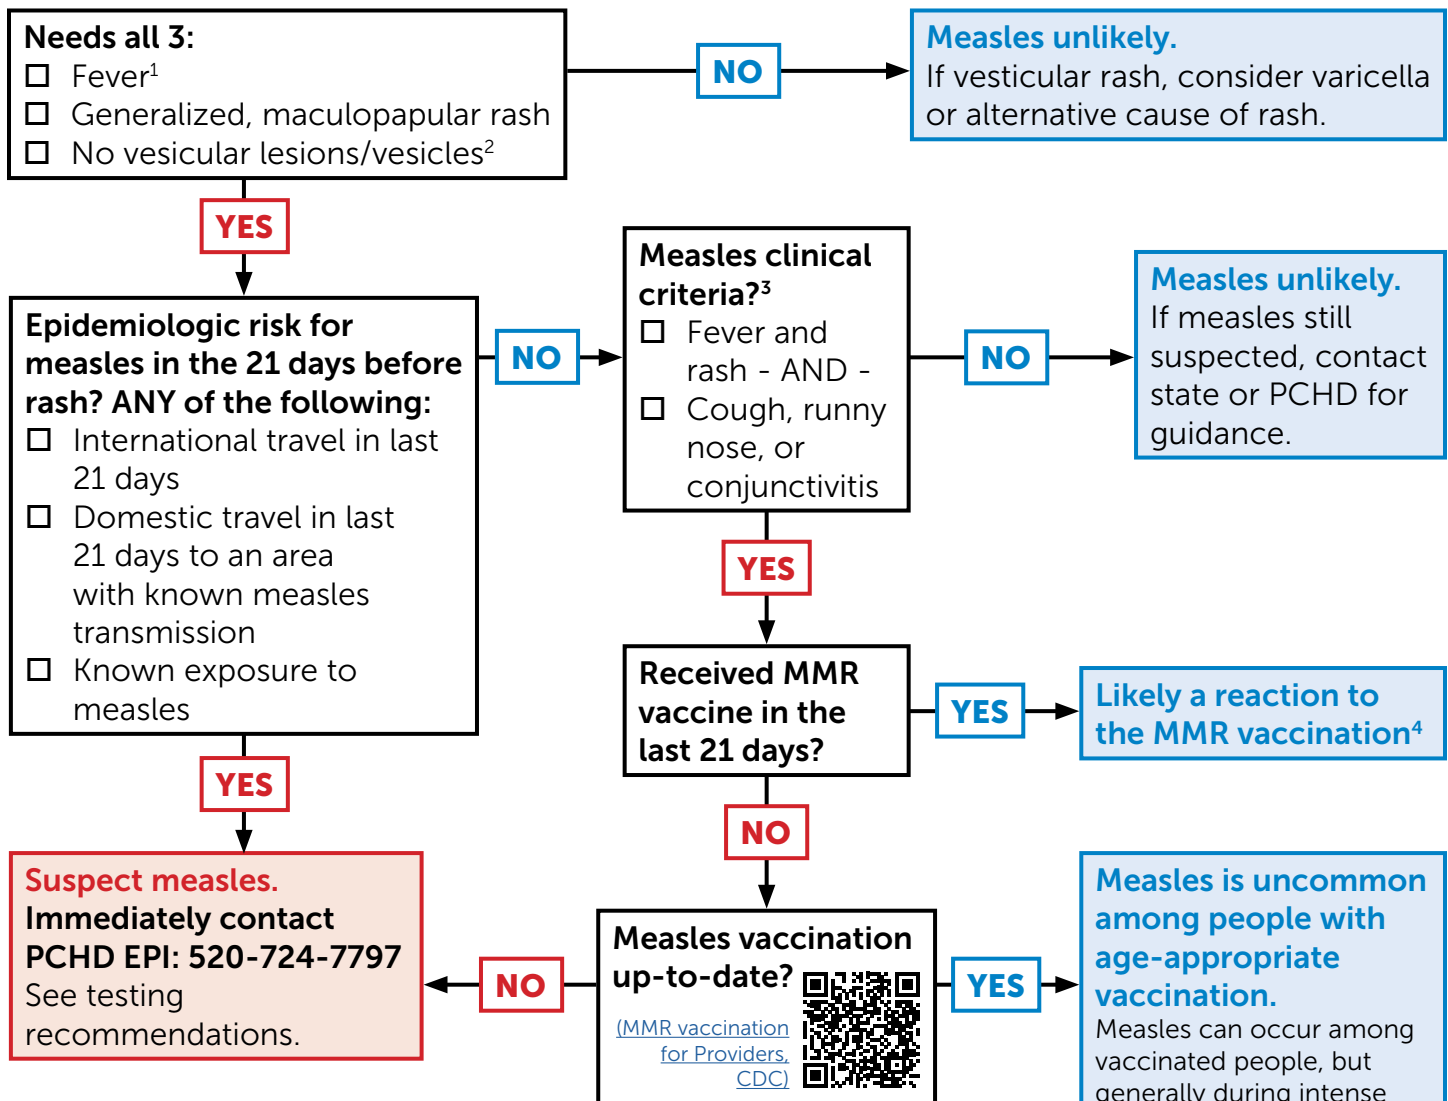 Needs all 3:
☐ Fever¹
☐ Generalized, maculopapular rash
☐ No vesicular lesions/vesicles²
NO
Measles unlikely.
If vesicular rash, consider varicella
or alternative cause of rash.
YES
Epidemiologic risk for
measles in the 21 days before
rash? ANY of the following:
☐ International travel in last
21 days
☐ Domestic travel in last
21 days to an area
with known measles
transmission
☐ Known exposure to
measles
NO
Measles clinical
criteria?³
☐ Fever and
rash - AND -
☐ Cough, runny
nose, or
conjunctivitis
NO
Measles unlikely.
If measles still
suspected, contact
state or PCHD for
guidance.
YES
Received MMR
vaccine in the
last 21 days?
YES
Likely a reaction to
the MMR vaccination⁴
YES
NO
Suspect measles.
Immediately contact
PCHD EPI: 520-724-7797
See testing
recommendations.
NO
Measles vaccination
up-to-date?
(MMR vaccination
for Providers,
CDC)
YES
Measles is uncommon
among people with
age-appropriate
vaccination.
Measles can occur among
vaccinated people, but
generally during intense